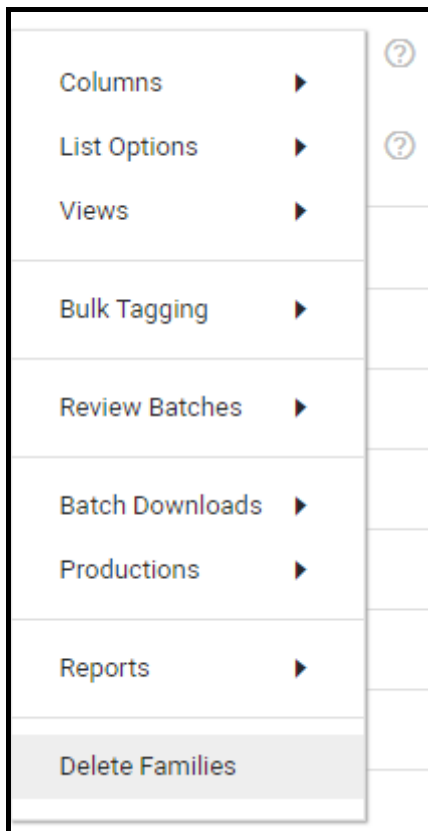 Columns
List Options
Views
Bulk Tagging
Review Batches
Batch Downloads
Productions
Reports
Delete Families